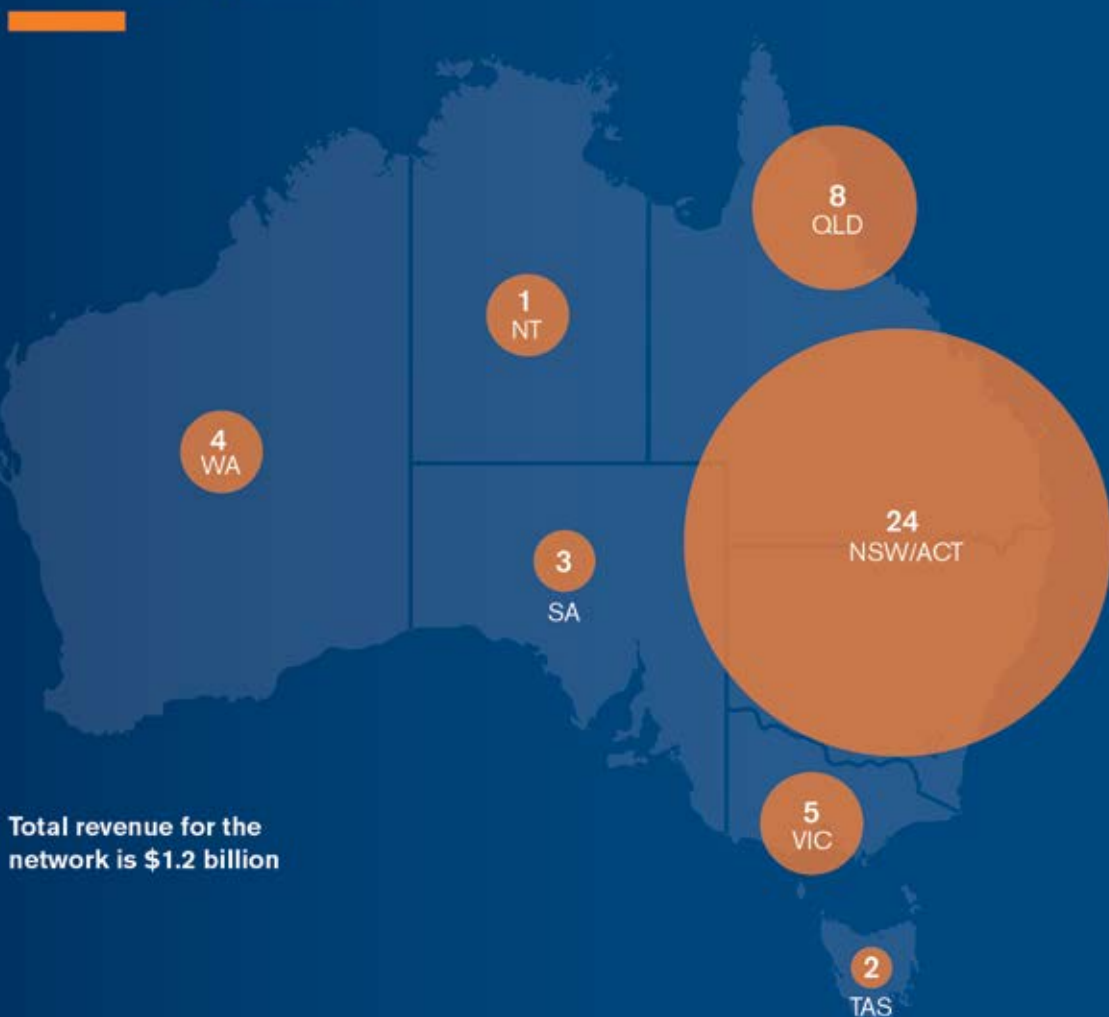 8
QLD
1
NT
4
WA
24
NSW/ACT
3
SA
Total revenue for the
network is $1.2 billion
5
VIC
2
TAS